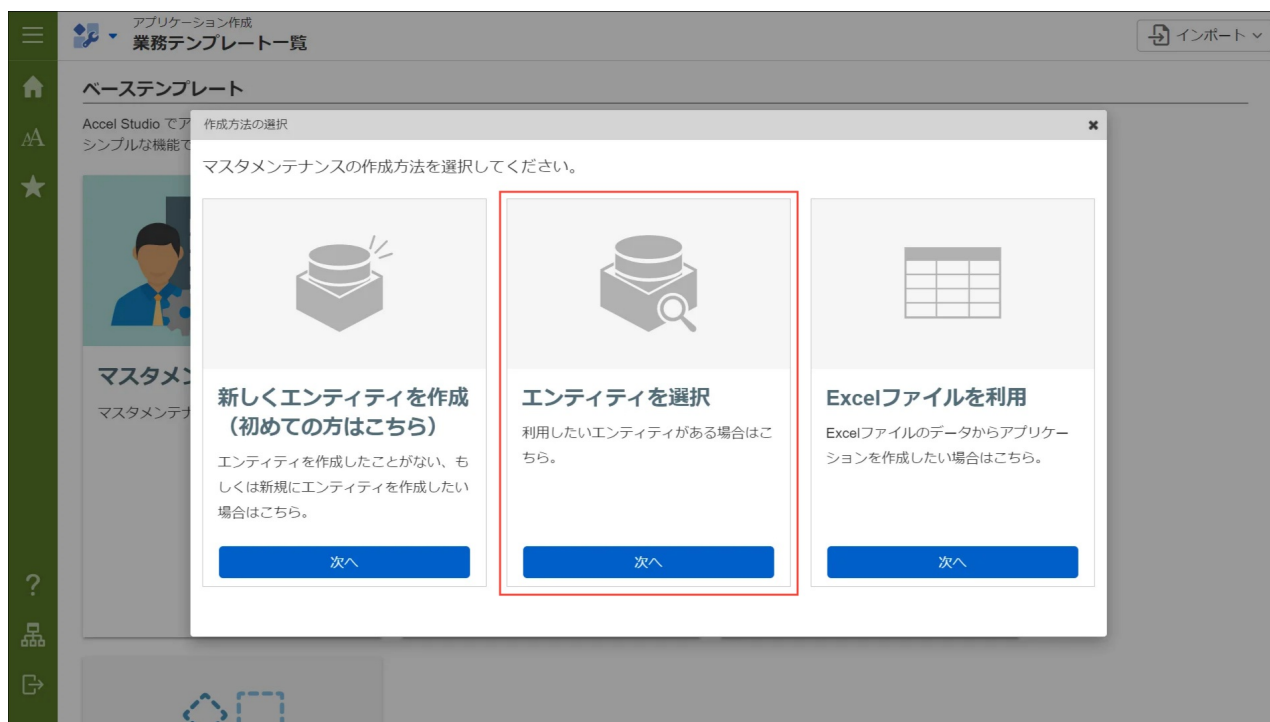 アプリケーション作成
業務テンプレート一覧
インポート
ベーステンプレート
Accel Studio でア
シンプルな機能で
作成方法の選択
マスタメンテナンスの作成方法を選択してください。
マスタメン
マスタメンテナ
新しくエンティティを作成
（初めての方はこちら）
エンティティを作成したことがない、も
しくは新規にエンティティを作成したい
場合はこちら。
次へ
エンティティを選択
利用したいエンティティがある場合はこ
ちら。
次へ
Excelファイルを利用
Excelファイルのデータからアプリケー
ションを作成したい場合はこちら。
次へ